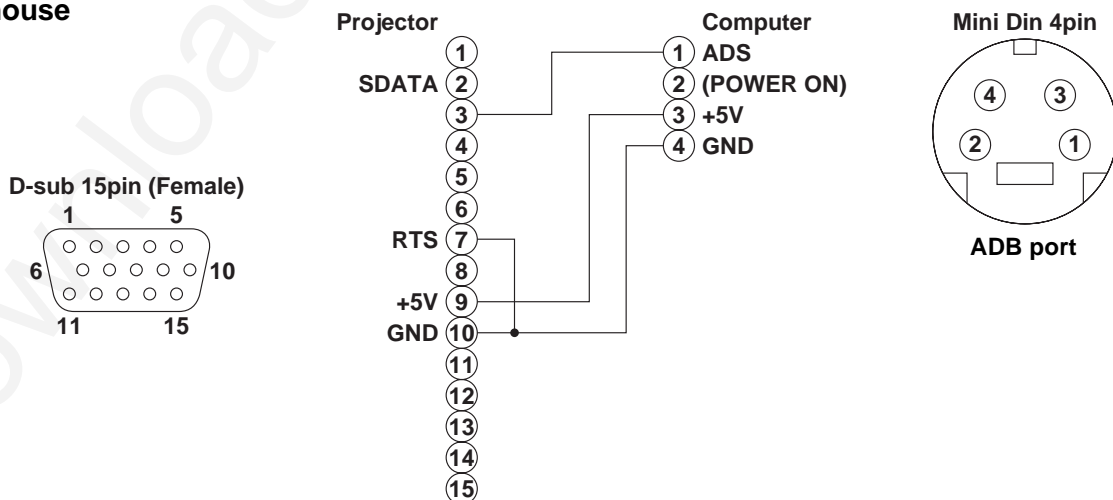 ouse
Projector
Computer
Mini Din 4pin
1
1 ADS
SDATA 2
2 (POWER ON)
3
3 +5V
4
4 GND
5
6
RTS 7
8
+5V 9
GND 10
11
12
13
14
15
4 3
2 1
ADB port
D-sub 15pin (Female)
1 5
6 10
11 15